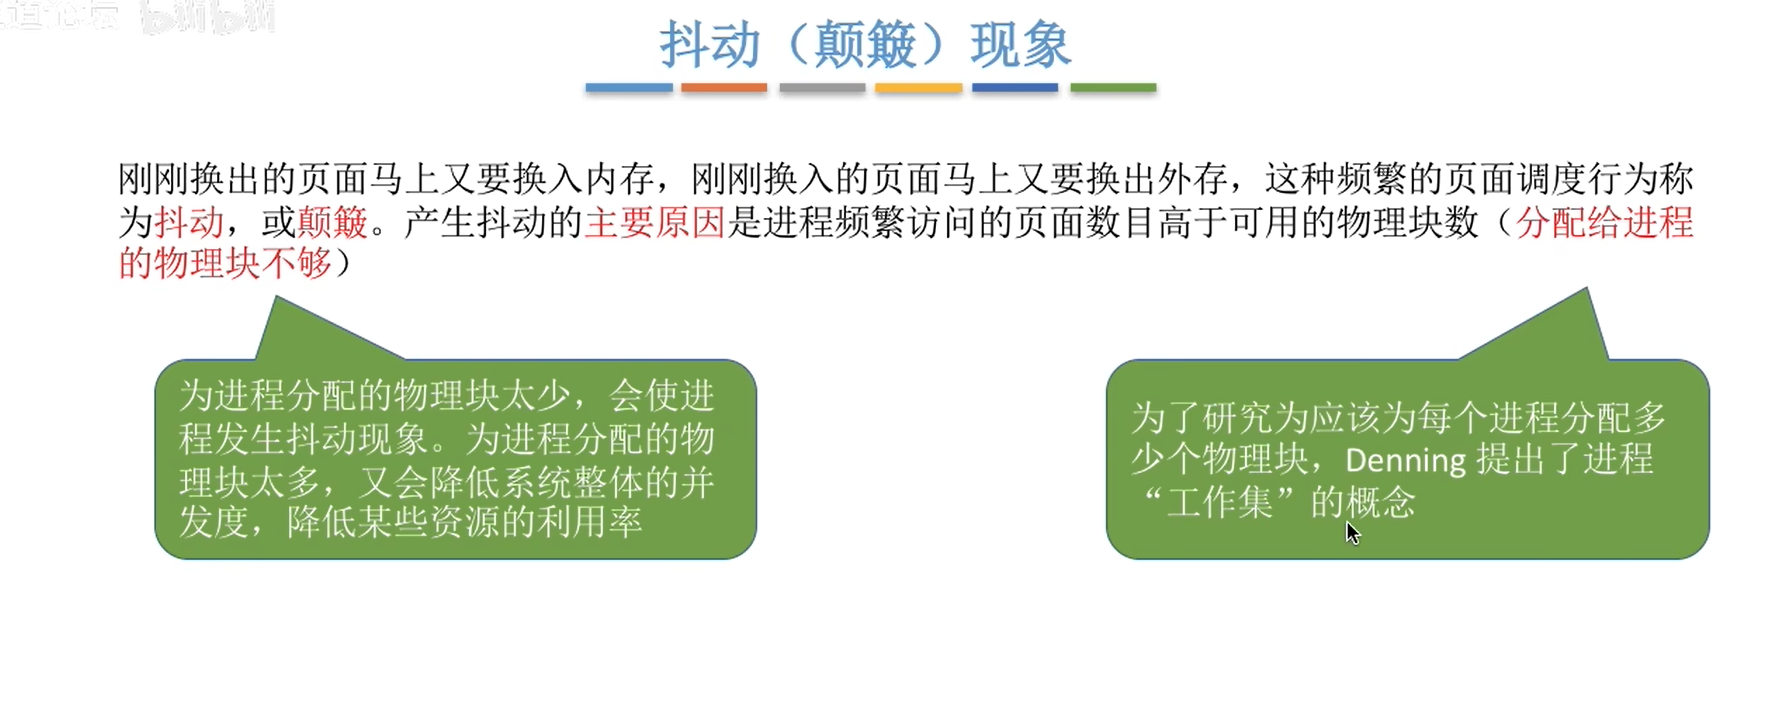 道论坛 bilibili
抖动（颠簸）现象
刚刚换出的页面马上又要换入内存，刚刚换入的页面马上又要换出外存，这种频繁的页面调度行为称
为抖动，或颠簸。产生抖动的主要原因是进程频繁访问的页面数目高于可用的物理块数（分配给进程
的物理块不够）
为进程分配的物理块太少，会使进
程发生抖动现象。为进程分配的物
理块太多，又会降低系统整体的并
发度，降低某些资源的利用率
为了研究为应该为每个进程分配多
少个物理块，Denning 提出了进程
“工作集”的概念